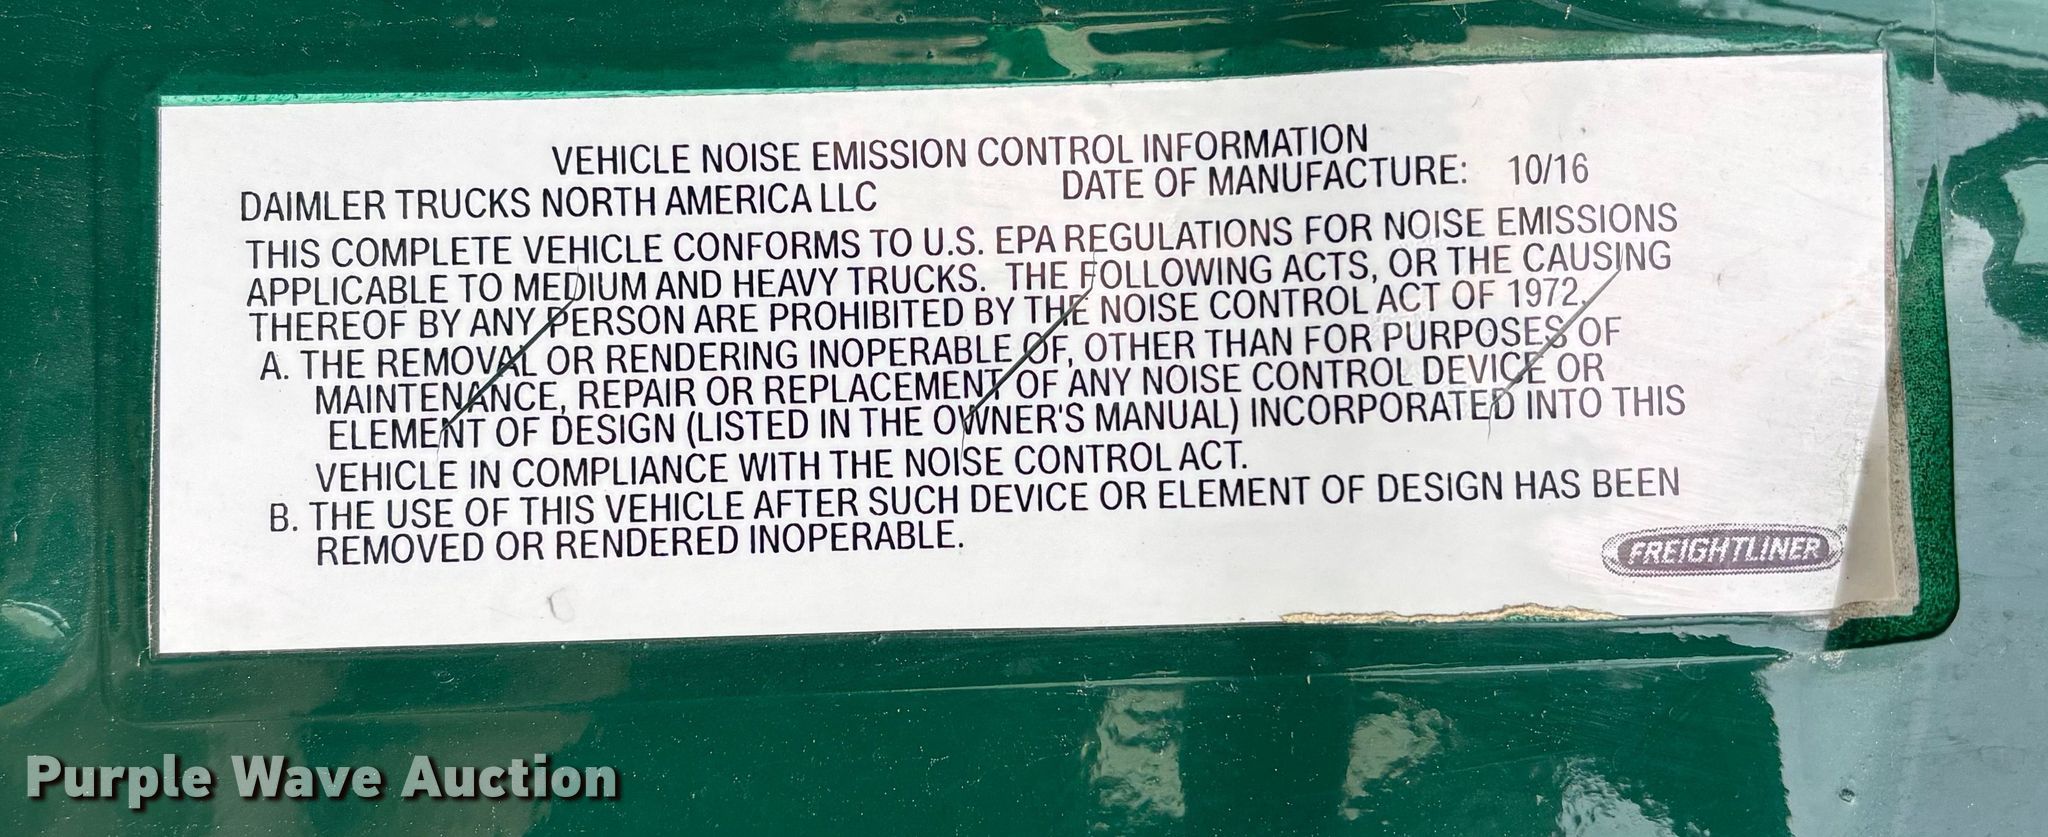 VEHICLE NOISE EMISSION CONTROL INFORMATION
DAIMLER TRUCKS NORTH AMERICA LLC DATE OF MANUFACTURE: 10/16
THIS COMPLETE VEHICLE CONFORMS TO U.S. EPA REGULATIONS FOR NOISE EMISSIONS
APPLICABLE TO MEDIUM AND HEAVY TRUCKS. THE FOLLOWING ACTS, OR THE CAUSING
THEREOF BY ANY PERSON ARE PROHIBITED BY THE NOISE CONTROL ACT OF 1972.
A. THE REMOVAL OR RENDERING INOPERABLE OF, OTHER THAN FOR PURPOSES OF
MAINTENANCE, REPAIR OR REPLACEMENT OF ANY NOISE CONTROL DEVICE OR
ELEMENT OF DESIGN (LISTED IN THE OWNER'S MANUAL) INCORPORATED INTO THIS
VEHICLE IN COMPLIANCE WITH THE NOISE CONTROL ACT.
B. THE USE OF THIS VEHICLE AFTER SUCH DEVICE OR ELEMENT OF DESIGN HAS BEEN
REMOVED OR RENDERED INOPERABLE.
FREIGHTLINER
Purple Wave Auction